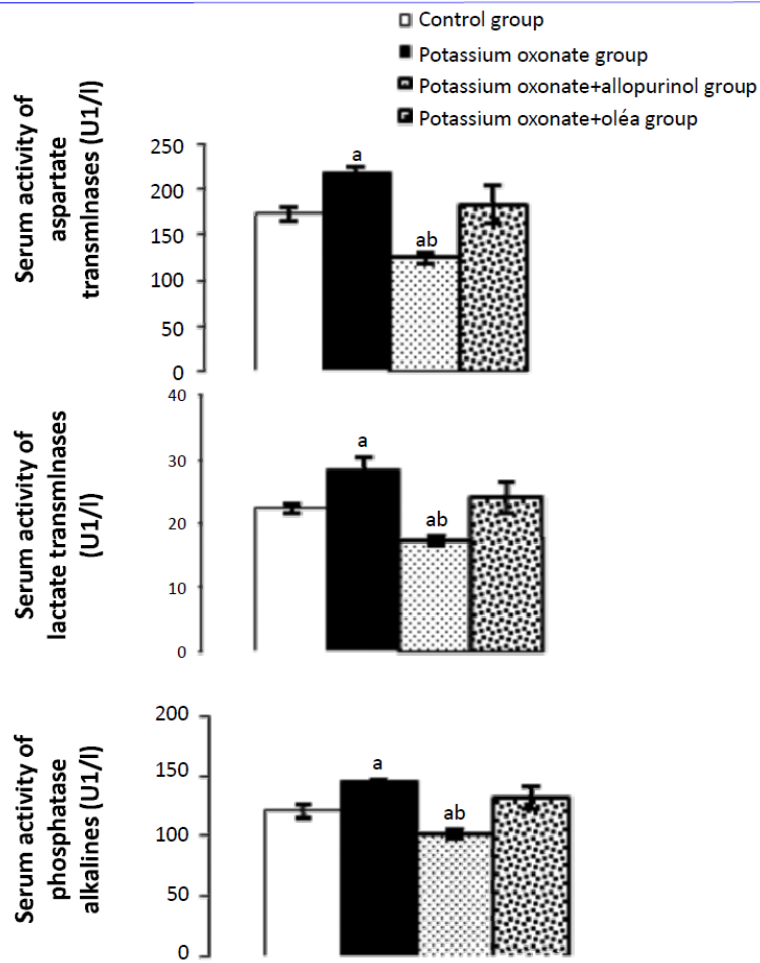 Control group
Potassium oxonate group
Potassium oxonate+allopurinol group
Potassium oxonate+oléa group
Serum activity of
aspartate
transmInases (U1/l)
250
200
150
100
50
0
a
ab
Serum activity of
lactate transmInases
(U1/l)
40
30
20
10
0
a
ab
Serum activity of
phosphatase
alkalines (U1/l)
200
150
100
50
0
a
ab